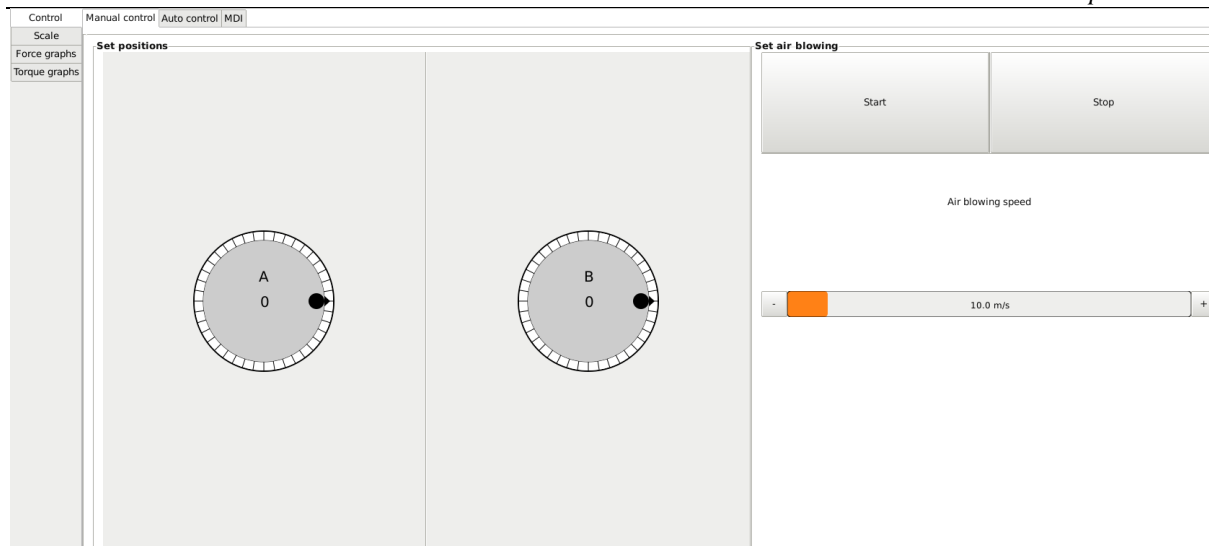 Control
Scale
Force graphs
Torque graphs
Manual control Auto control MDI
Set positions
A
0
B
0
Set air blowing
Start Stop
Air blowing speed
- 10.0 m/s +